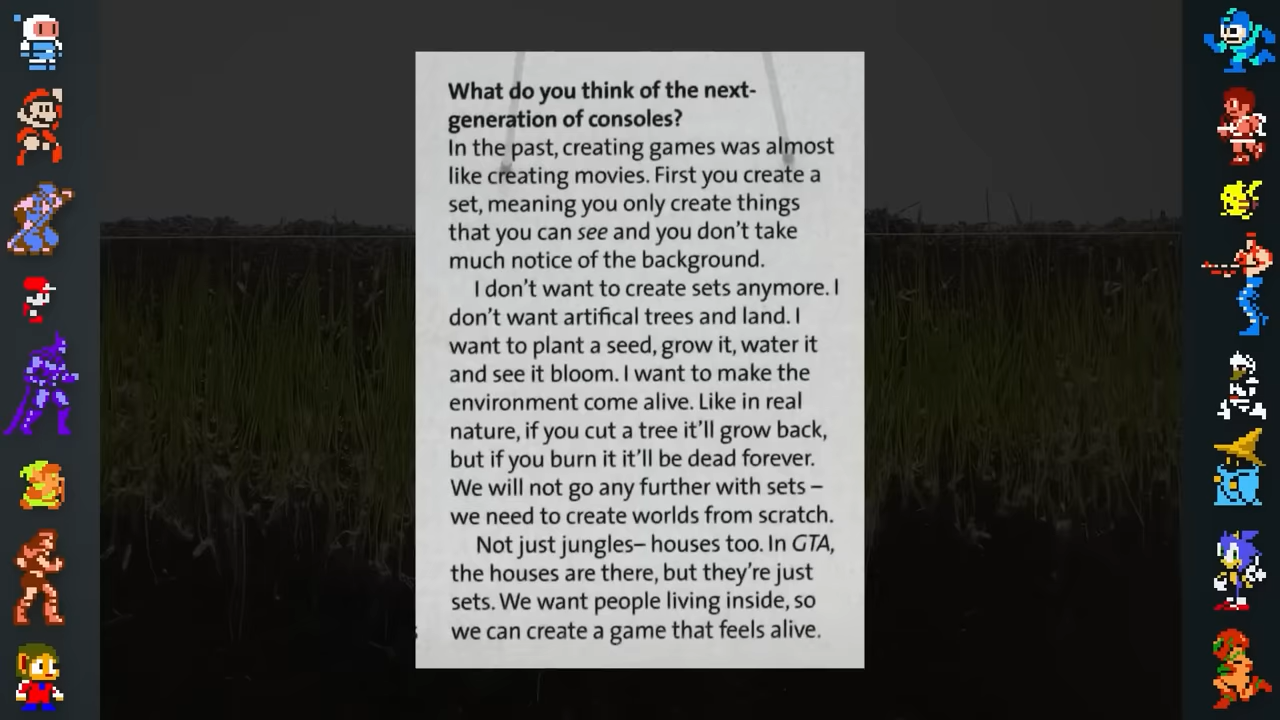 What do you think of the next-
generation of consoles?
In the past, creating games was almost
like creating movies. First you create a
set, meaning you only create things
that you can see and you don't take
much notice of the background.
I don't want to create sets anymore. I
don't want artifical trees and land. I
want to plant a seed, grow it, water it
and see it bloom. I want to make the
environment come alive. Like in real
nature, if you cut a tree it'll grow back,
but if you burn it it'll be dead forever.
We will not go any further with sets –
we need to create worlds from scratch.
Not just jungles– houses too. In GTA,
the houses are there, but they're just
sets. We want people living inside, so
we can create a game that feels alive.